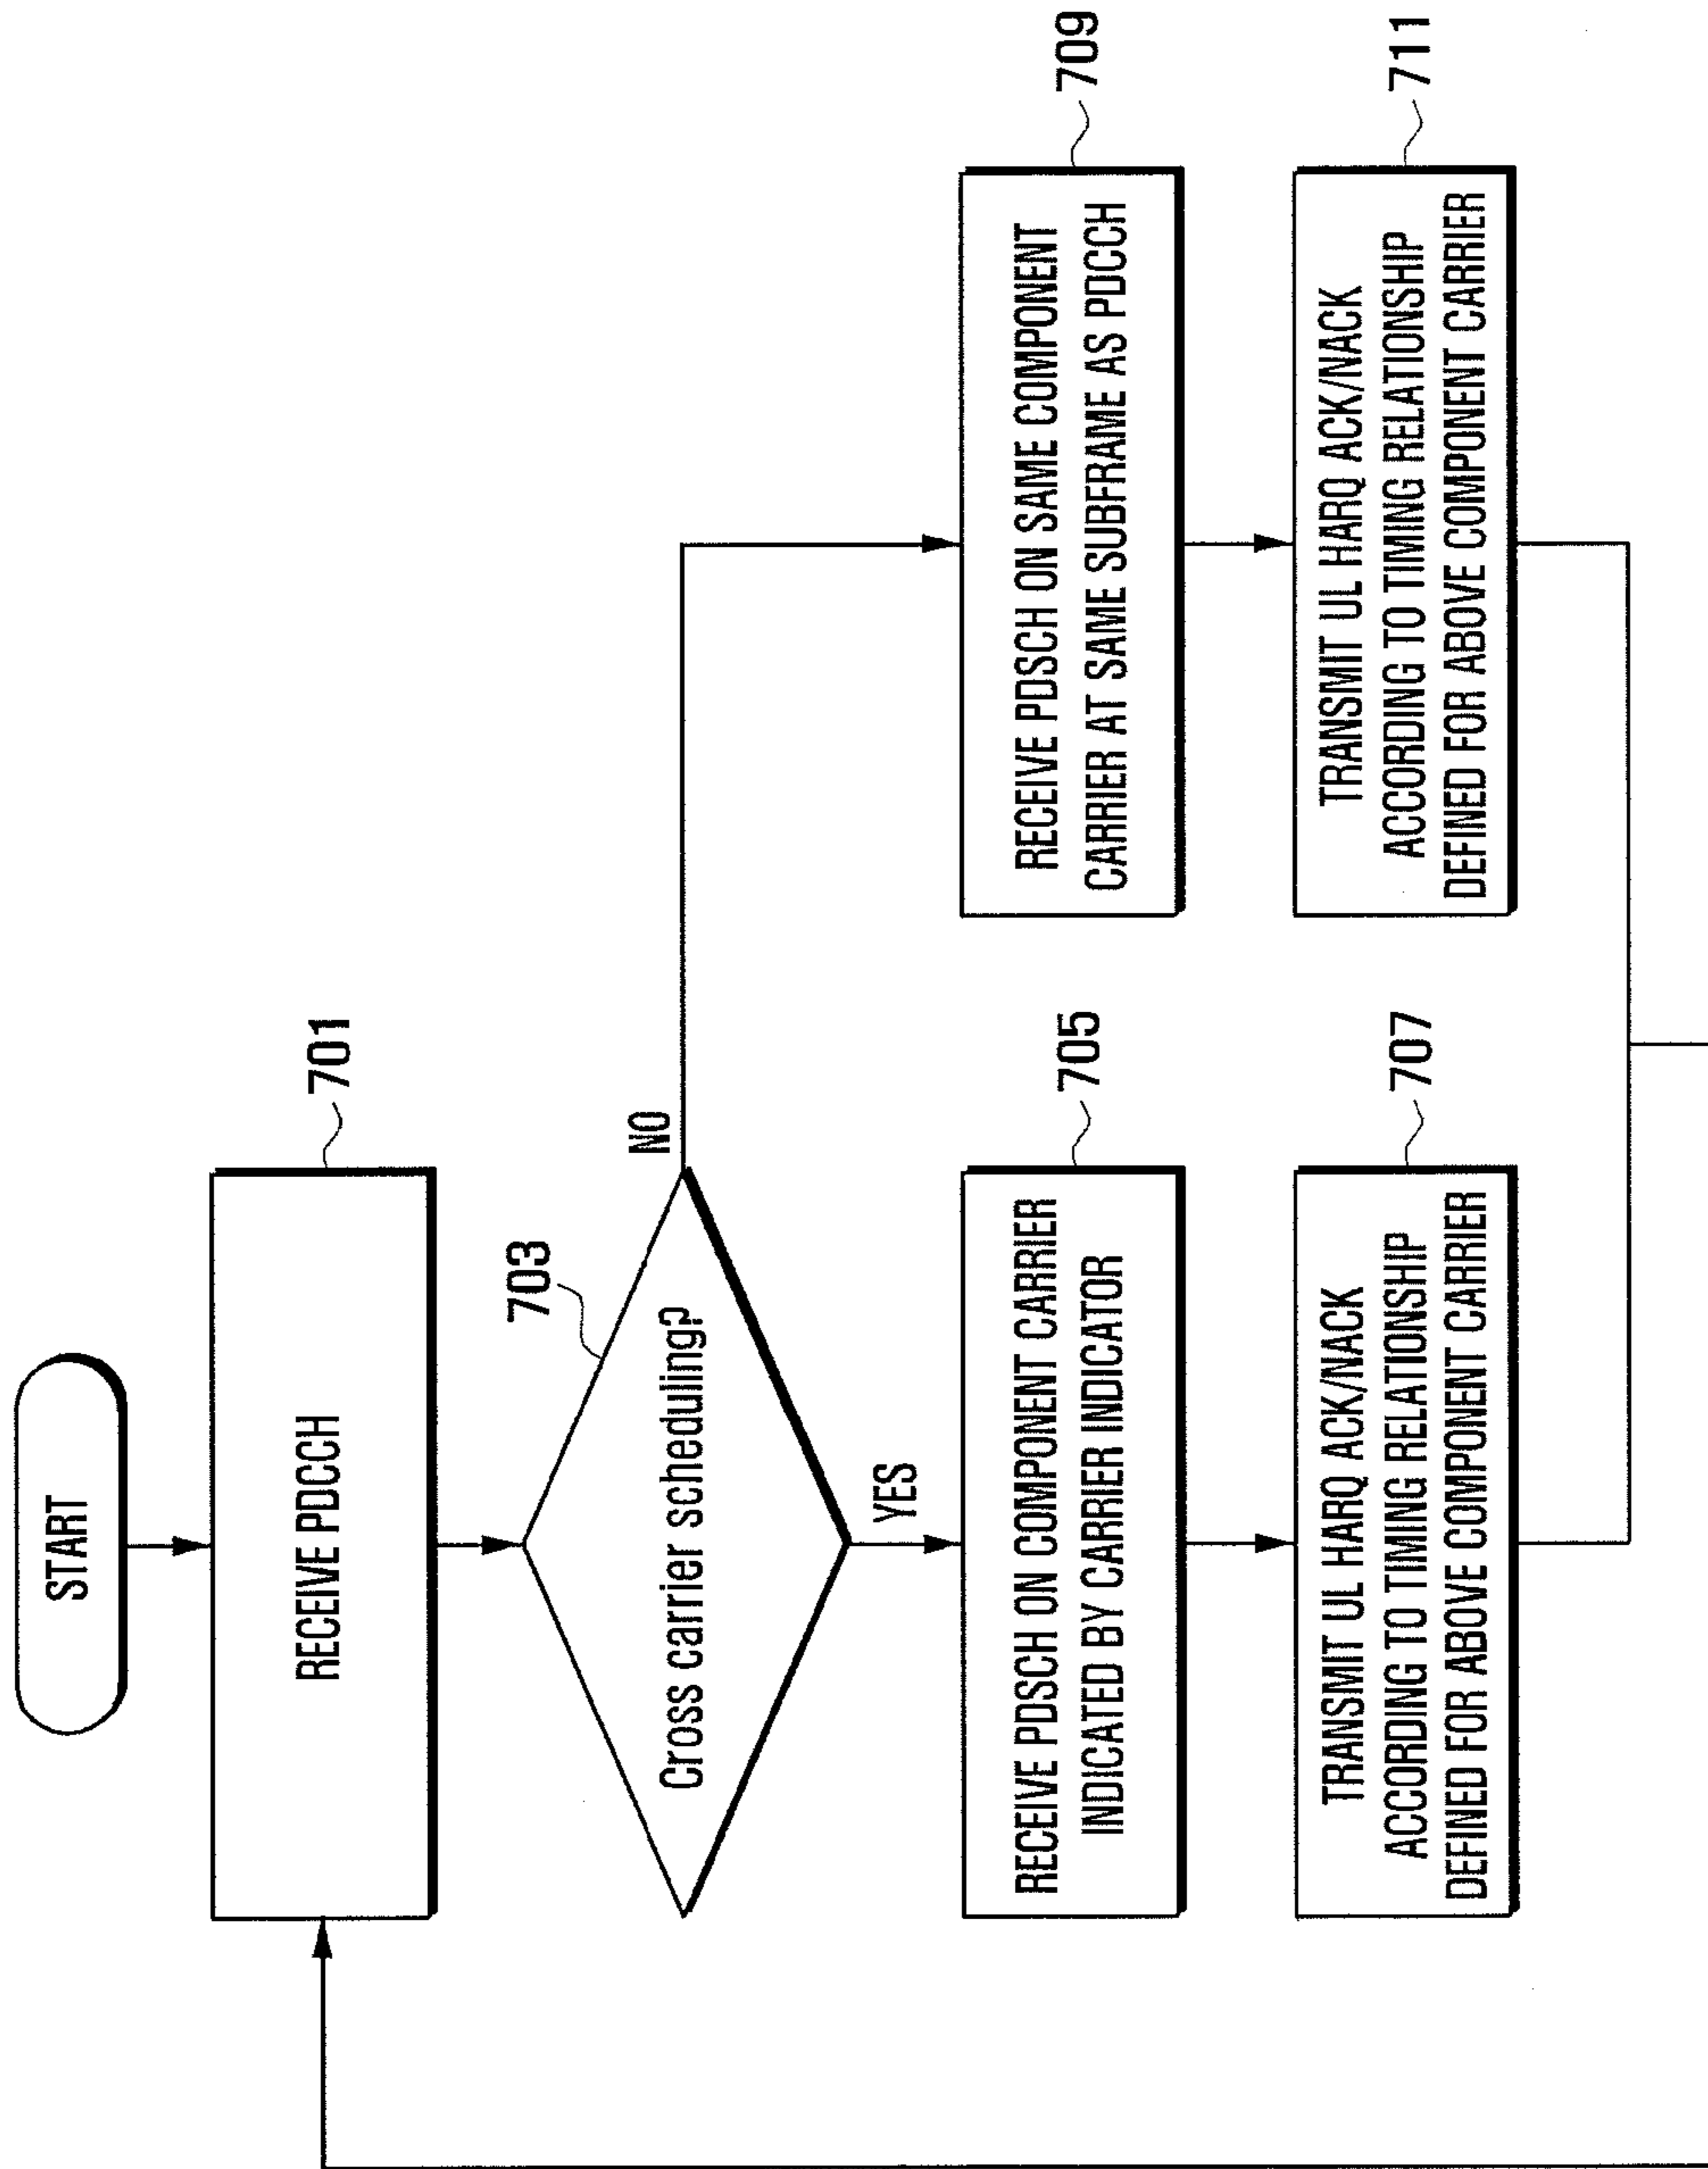 START
RECEIVE PDCCH
701
703
Cross carrier scheduling?
NO
YES
RECEIVE PDSCH ON COMPONENT CARRIER
INDICATED BY CARRIER INDICATOR
705
TRANSMIT UL HARQ ACK/NACK
ACCORDING TO TIMING RELATIONSHIP
DEFINED FOR ABOVE COMPONENT CARRIER
707
RECEIVE PDSCH ON SAME COMPONENT
CARRIER AT SAME SUBFRAME AS PDCCH
709
TRANSMIT UL HARQ ACK/NACK
ACCORDING TO TIMING RELATIONSHIP
DEFINED FOR ABOVE COMPONENT CARRIER
711